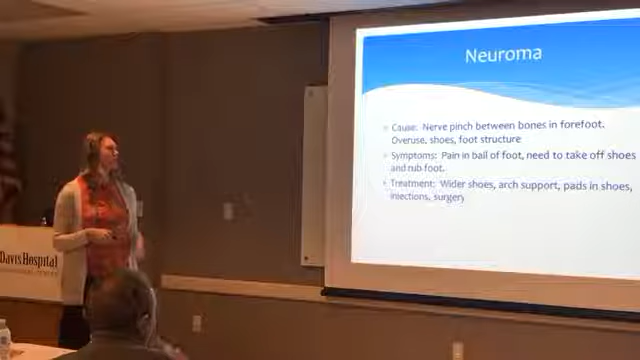 Neuroma
Cause: Nerve pinch between bones in forefoot.
Overuse, shoes, foot structure
Symptoms: Pain in ball of foot, need to take off shoes
and rub foot.
Treatment: Wider shoes, arch support, pads in shoes,
injections, surgery
Davis Hospital